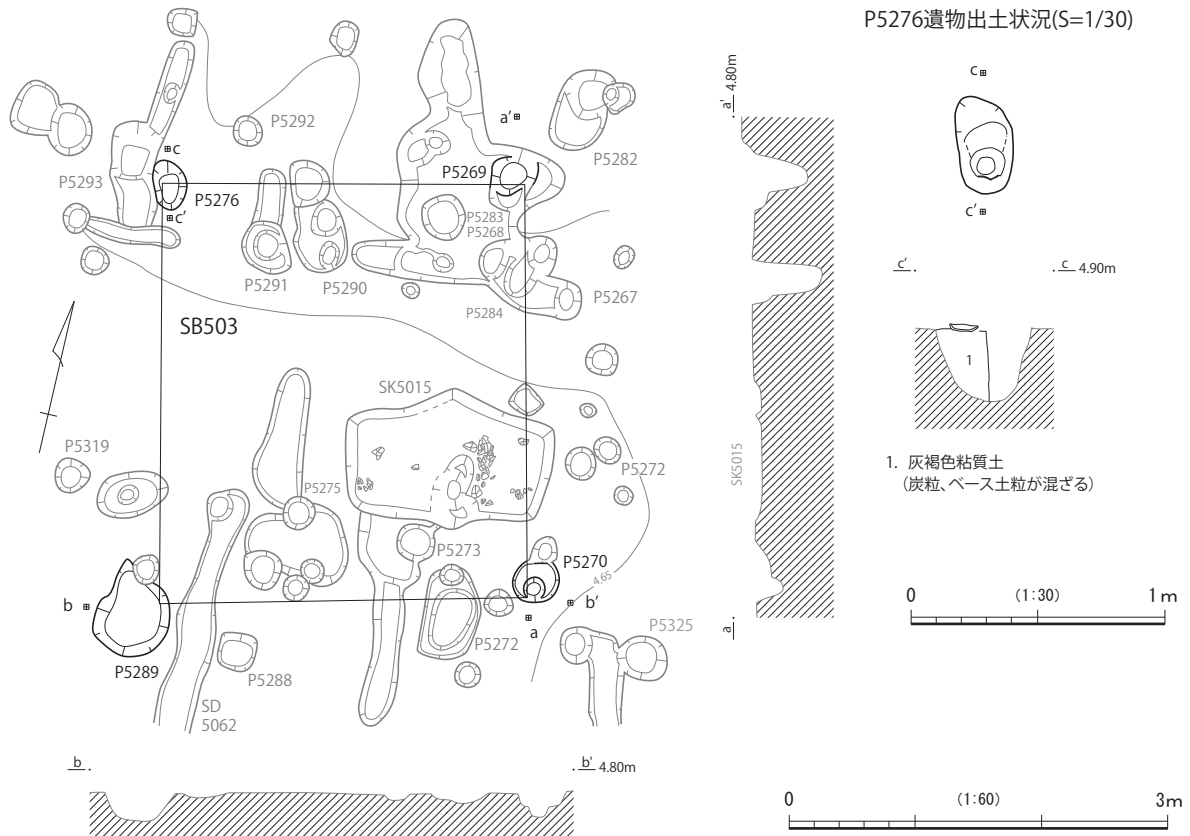 P5276遺物出土状況(S=1/30)
a' 4.80m
c
a'
P5292
P5282
c
P5269
P5293
P5276
c'
c'
P5283
P5268
c' c 4.90m
P5291
P5290
P5284
P5267
SB503
1
SK5015
SK5015
P5319
P5272
1. 灰褐色粘質土
(炭粒、ベース土粒が混ざる)
P5275
P5273
P5270
4.65
0 (1:30) 1m
b
b'
a
a
P5272
P5325
P5289
P5288
SD
5062
b b' 4.80m
0 (1:60) 3m